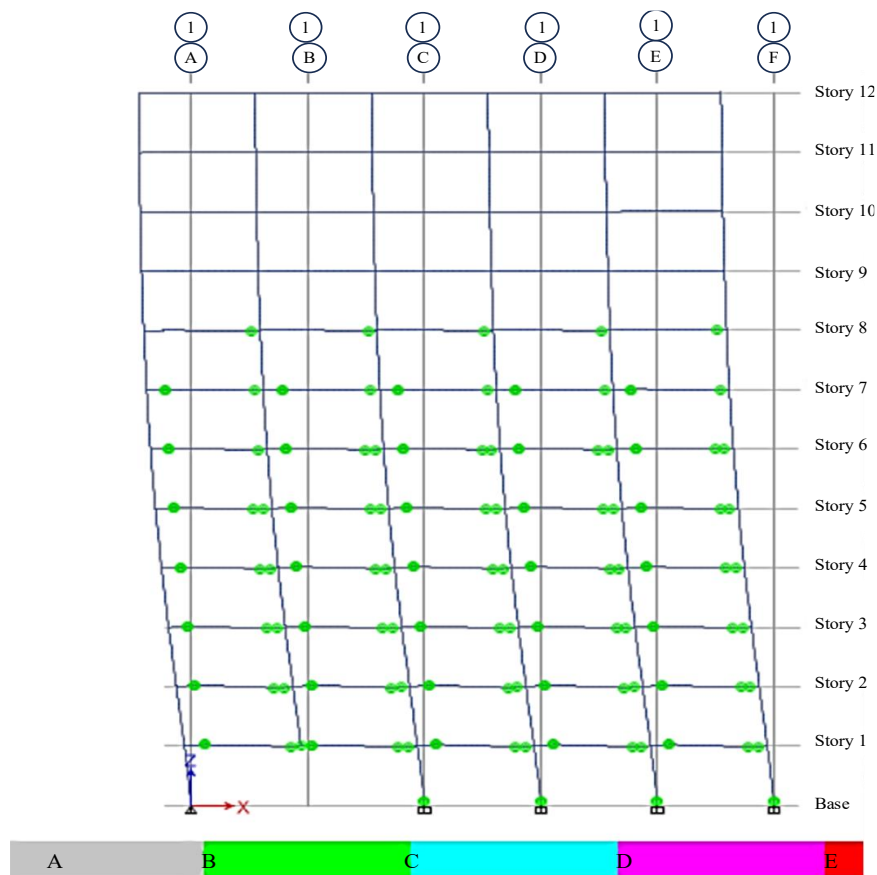 1 1 1 1 1 1
A B C D E F
Story 12
Story 11
Story 10
Story 9
Story 8
Story 7
Story 6
Story 5
Story 4
Story 3
Story 2
Story 1
Z
X
Base
A B C D E